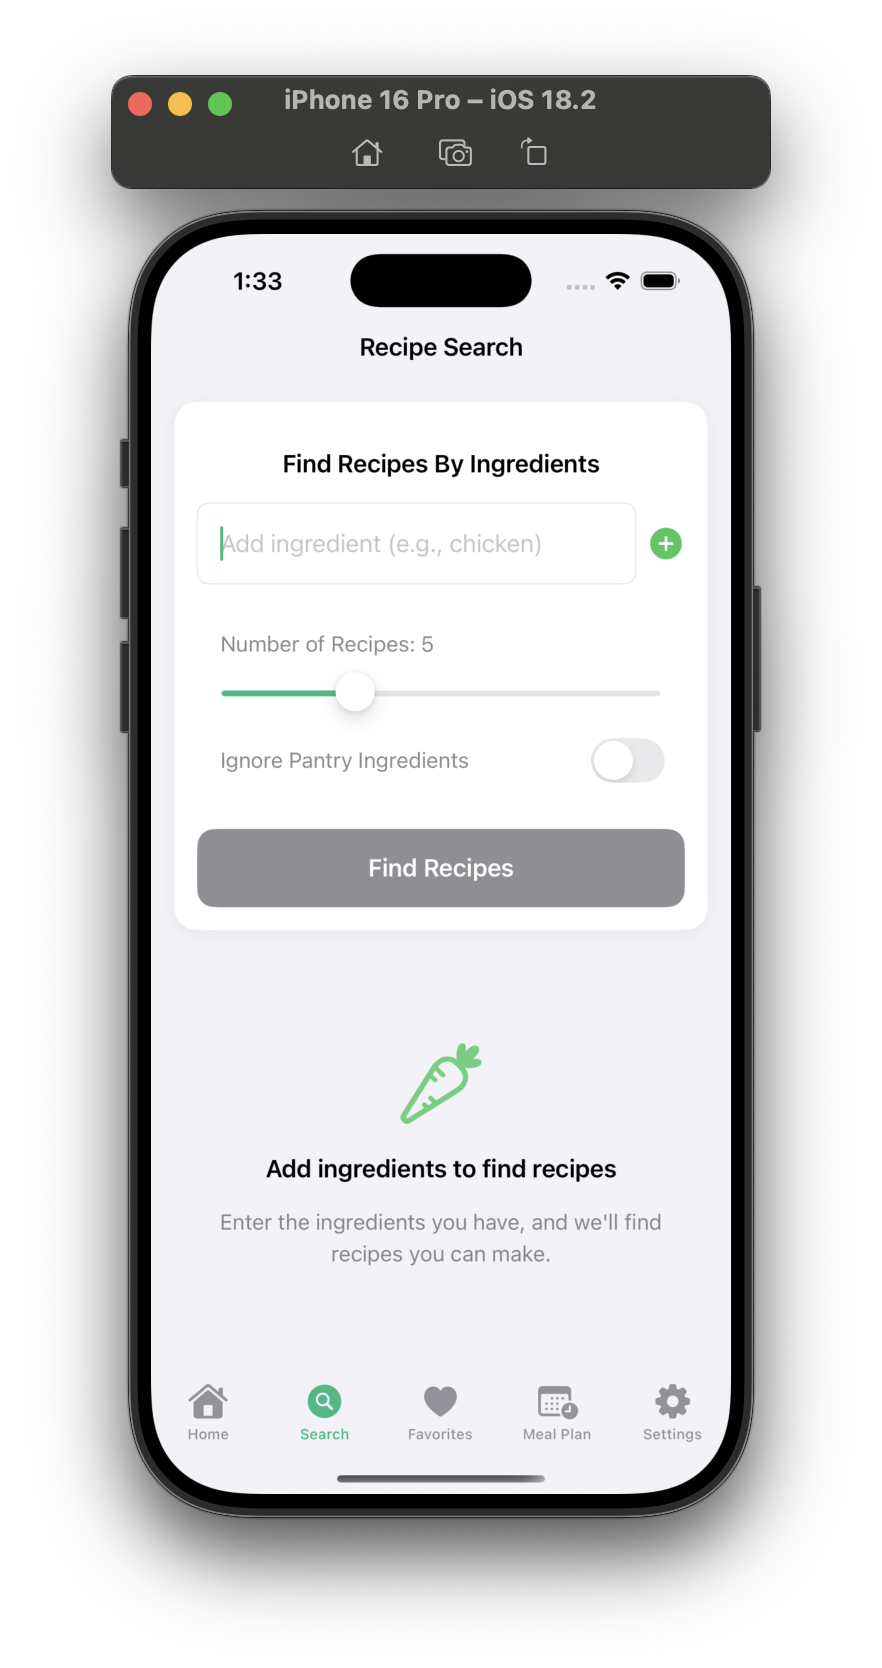 iPhone 16 Pro – iOS 18.2
1:33
Recipe Search
Find Recipes By Ingredients
Add ingredient (e.g., chicken)
Number of Recipes: 5
Ignore Pantry Ingredients
Find Recipes
Add ingredients to find recipes
Enter the ingredients you have, and we'll find
recipes you can make.
Home
Search
Favorites
Meal Plan
Settings